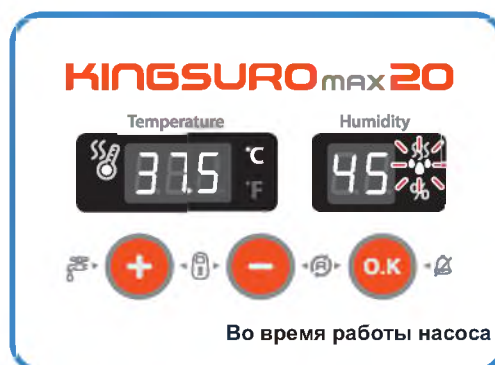 KINGSURO MAX 20
Temperature Humidity
37.5 °C °F 45 %
+ - O.K
Во время работы насоса